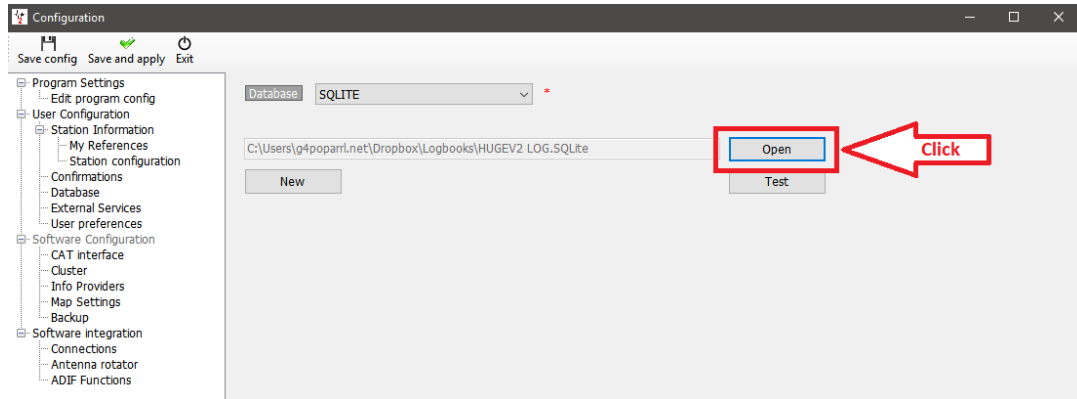 Configuration
Save config Save and apply Exit
Program Settings
Edit program config
User Configuration
Station Information
My References
Station configuration
Confirmations
Database
External Services
User preferences
Software Configuration
CAT interface
Cluster
Info Providers
Map Settings
Backup
Software integration
Connections
Antenna rotator
ADIF Functions
Database SQLITE *
C:\Users\g4poparrl.net\Dropbox\Logbooks\HUGEV2 LOG.SQLite Open Click
New Test